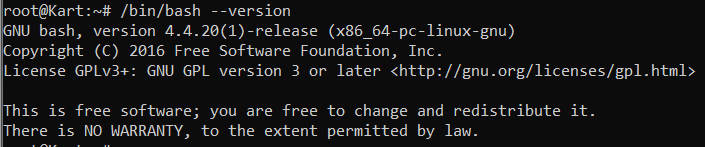 root@Kart:~# /bin/bash --version
GNU bash, version 4.4.20(1)-release (x86_64-pc-linux-gnu)
Copyright (C) 2016 Free Software Foundation, Inc.
License GPLv3+: GNU GPL version 3 or later <http://gnu.org/licenses/gpl.html>

This is free software; you are free to change and redistribute it.
There is NO WARRANTY, to the extent permitted by law.